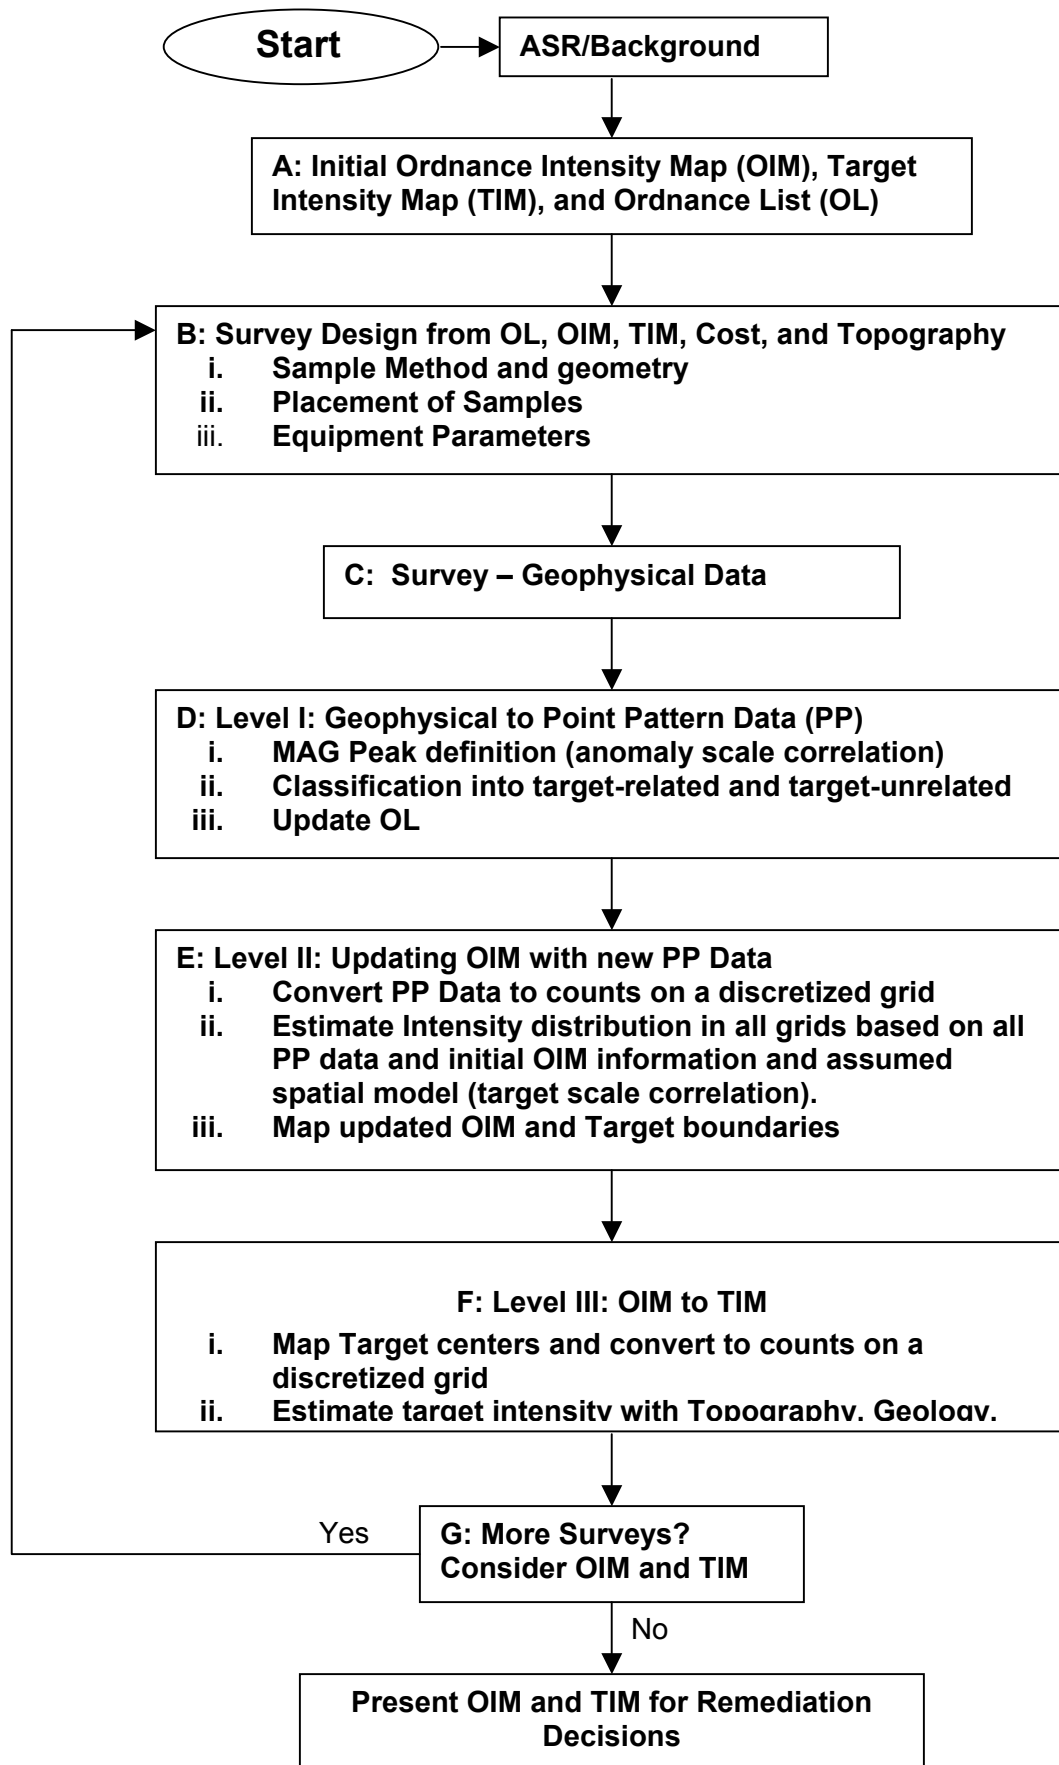 Start
ASR/Background
A: Initial Ordnance Intensity Map (OIM), Target
Intensity Map (TIM), and Ordnance List (OL)
B: Survey Design from OL, OIM, TIM, Cost, and Topography
i. Sample Method and geometry
ii. Placement of Samples
iii. Equipment Parameters
C: Survey – Geophysical Data
D: Level I: Geophysical to Point Pattern Data (PP)
i. MAG Peak definition (anomaly scale correlation)
ii. Classification into target-related and target-unrelated
iii. Update OL
E: Level II: Updating OIM with new PP Data
i. Convert PP Data to counts on a discretized grid
ii. Estimate Intensity distribution in all grids based on all
PP data and initial OIM information and assumed
spatial model (target scale correlation).
iii. Map updated OIM and Target boundaries
F: Level III: OIM to TIM
i. Map Target centers and convert to counts on a
discretized grid
ii. Estimate target intensity with Topography, Geology,
Yes
G: More Surveys?
Consider OIM and TIM
No
Present OIM and TIM for Remediation
Decisions